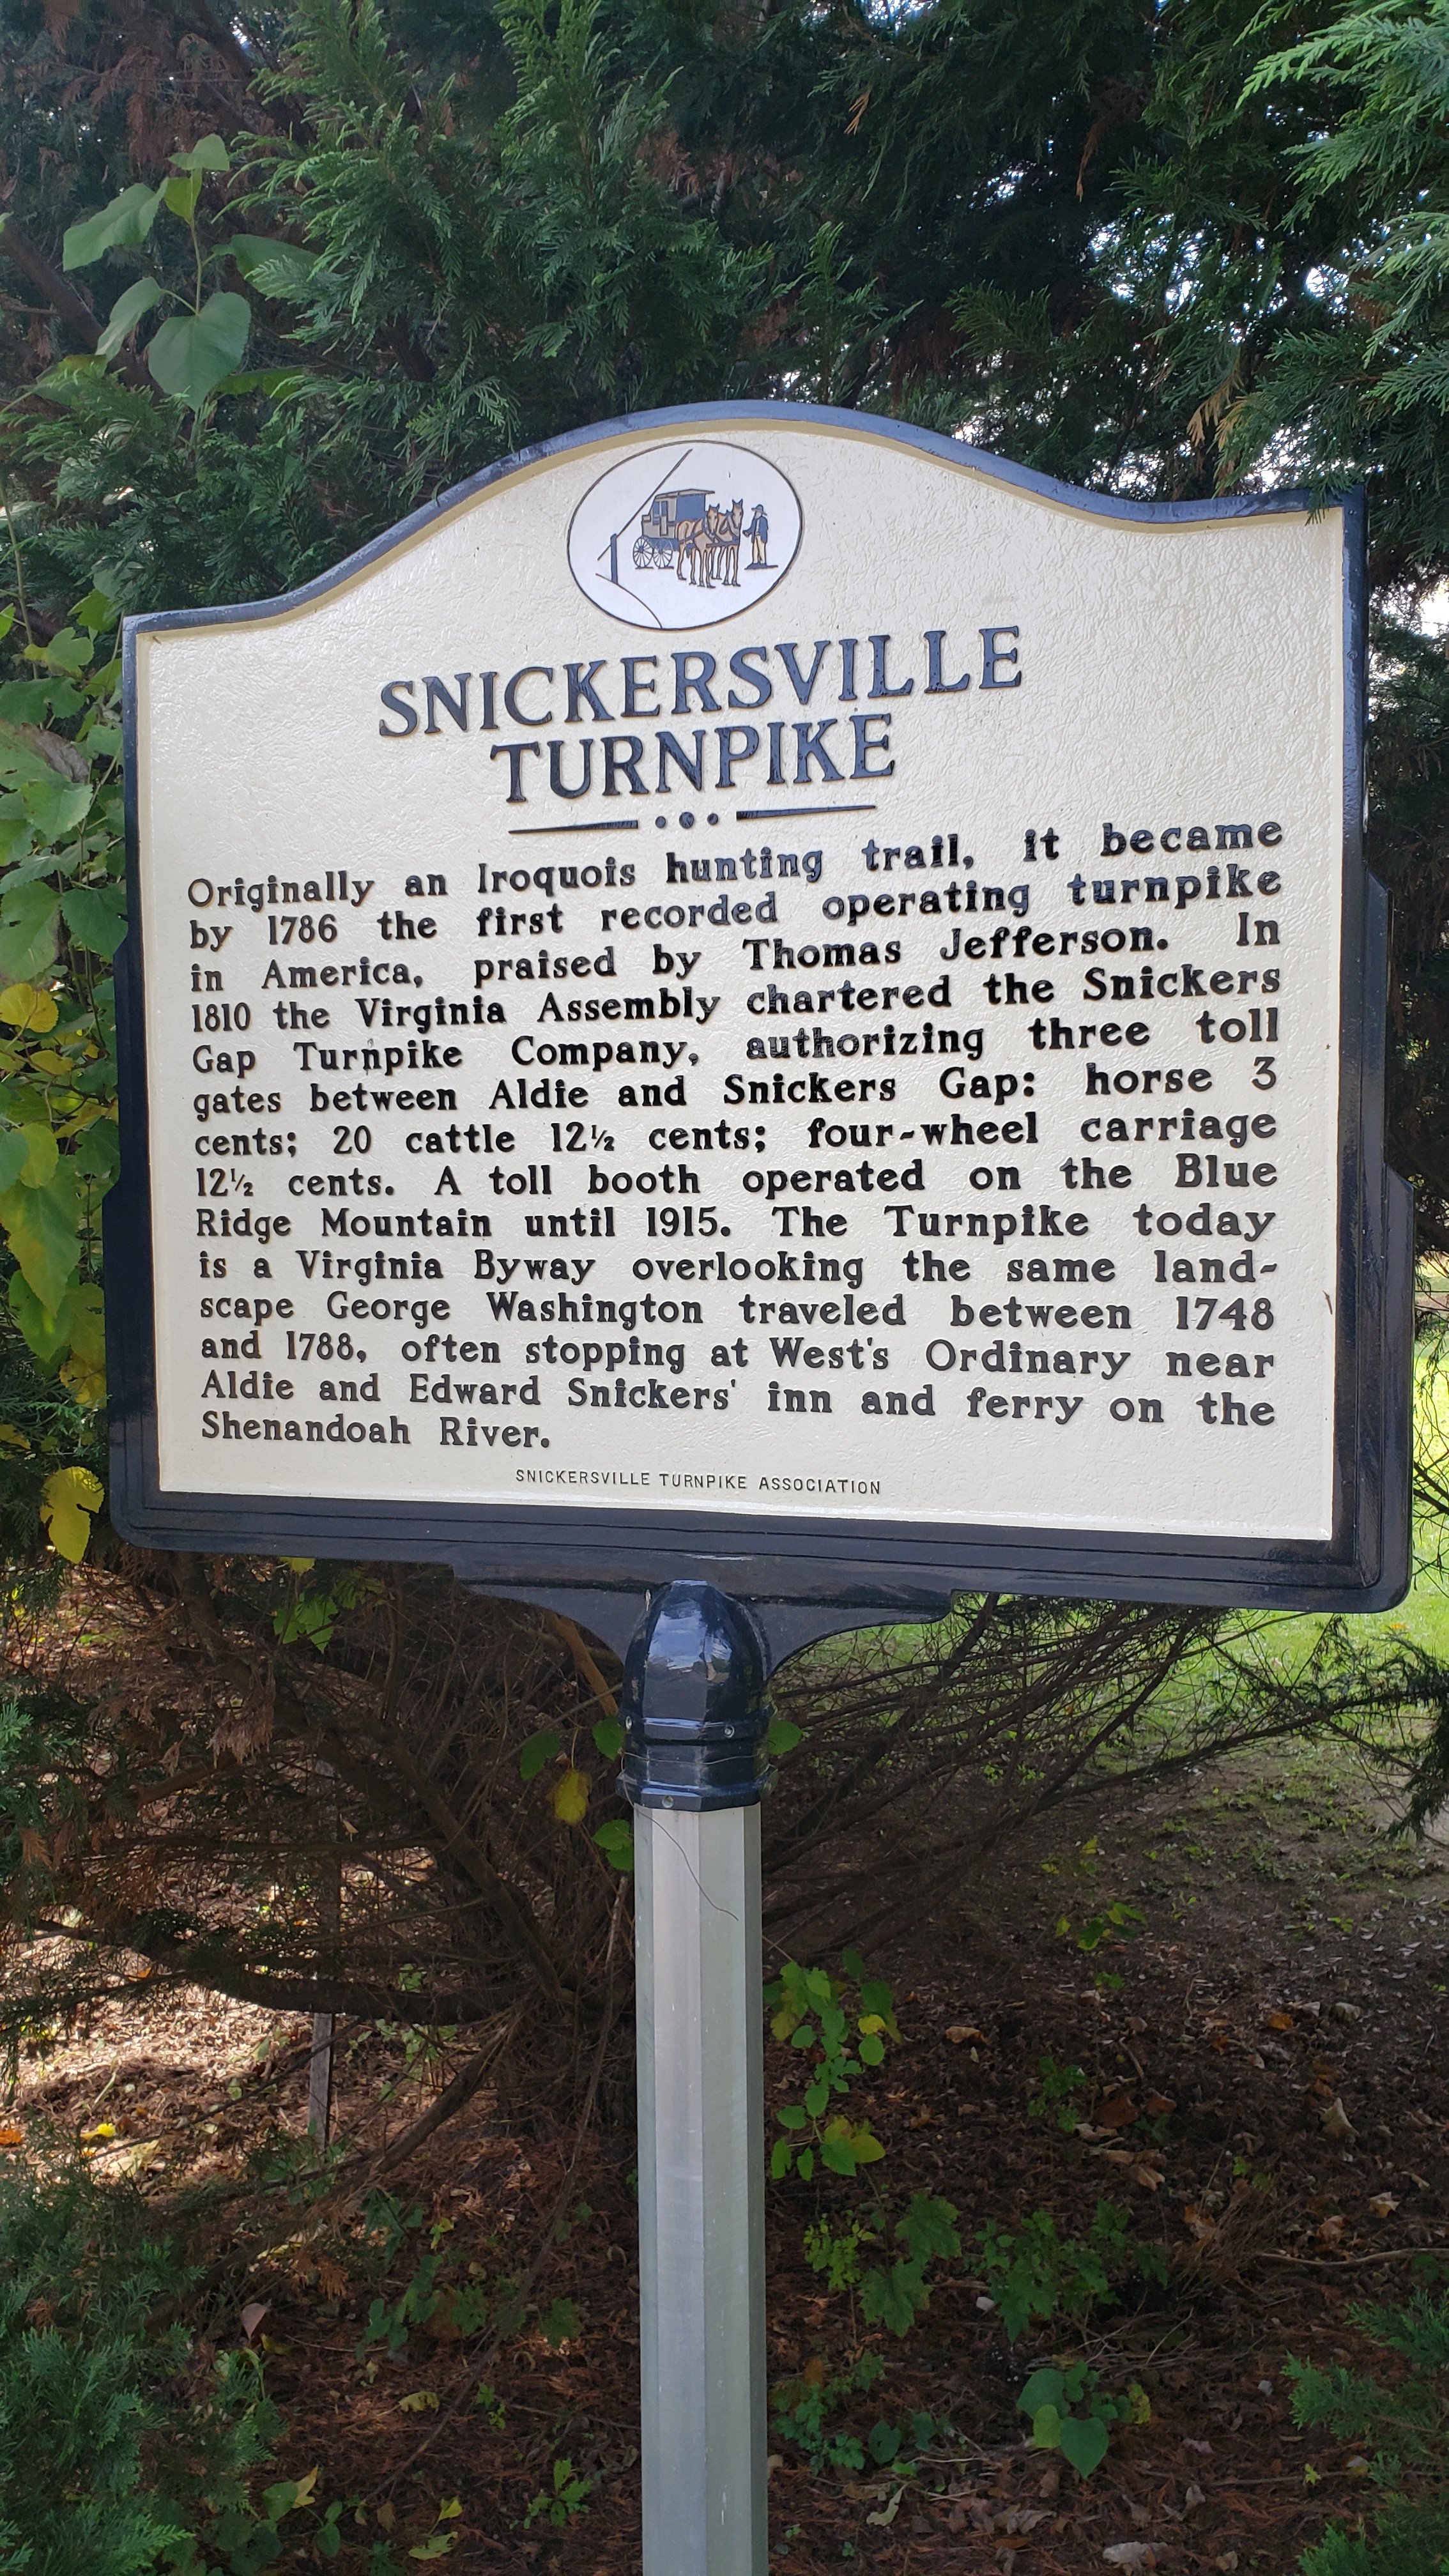 SNICKERSVILLE
TURNPIKE
Originally an Iroquois hunting trail, it became
by 1786 the first recorded operating turnpike
in America, praised by Thomas Jefferson. In
1810 the Virginia Assembly chartered the Snickers
Gap Turnpike Company, authorizing three toll
gates between Aldie and Snickers Gap: horse 3
cents; 20 cattle 12½ cents; four-wheel carriage
12½ cents. A toll booth operated on the Blue
Ridge Mountain until 1915. The Turnpike today
is a Virginia Byway overlooking the same land-
scape George Washington traveled between 1748
and 1788, often stopping at West's Ordinary near
Aldie and Edward Snickers' inn and ferry on the
Shenandoah River.
SNICKERSVILLE TURNPIKE ASSOCIATION